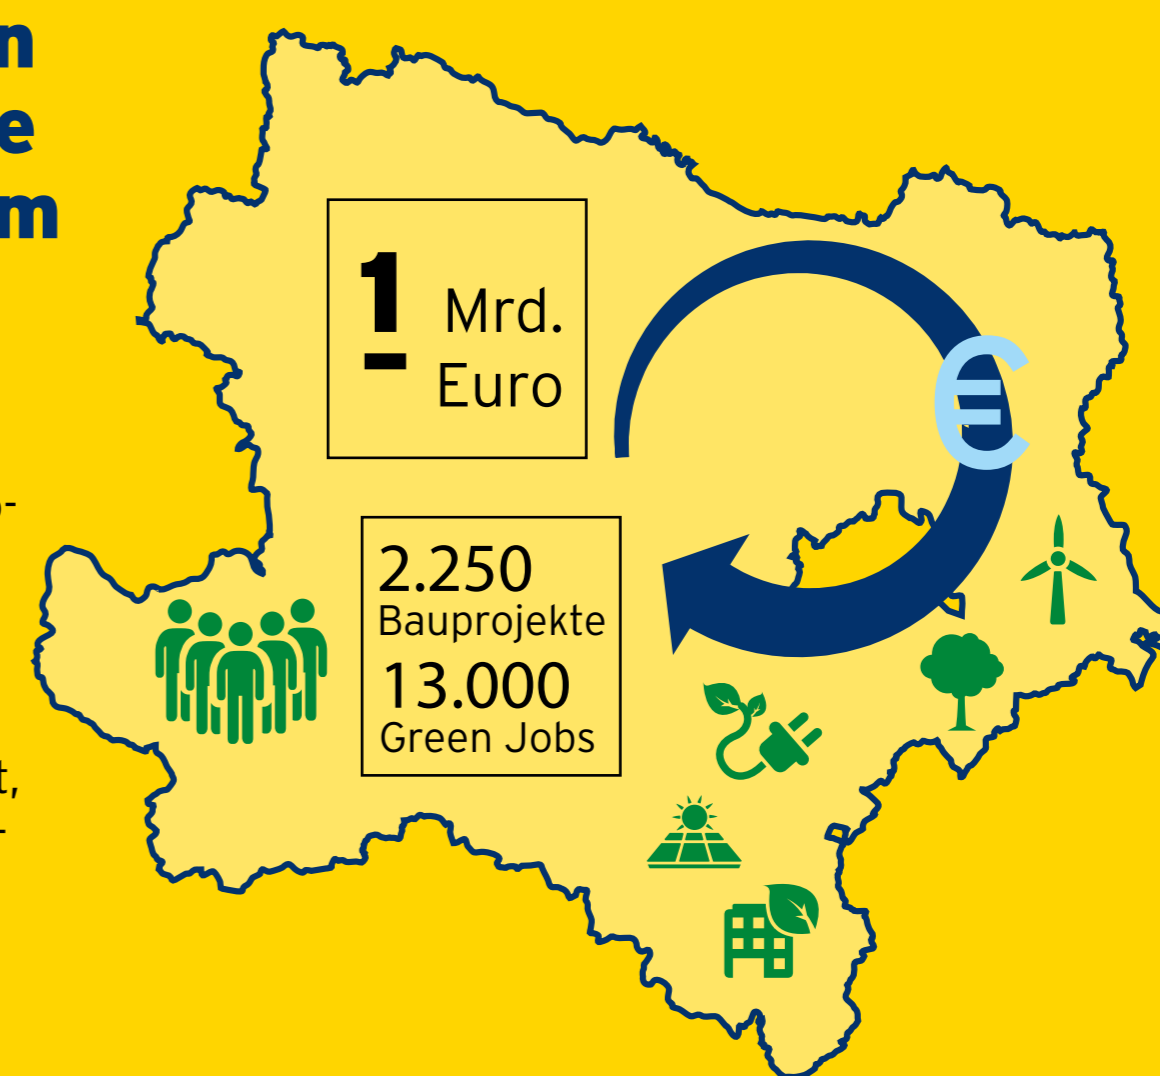 n
e
m
-
t,
-
1 Mrd.
Euro
2.250
Bauprojekte
13.000
Green Jobs
€